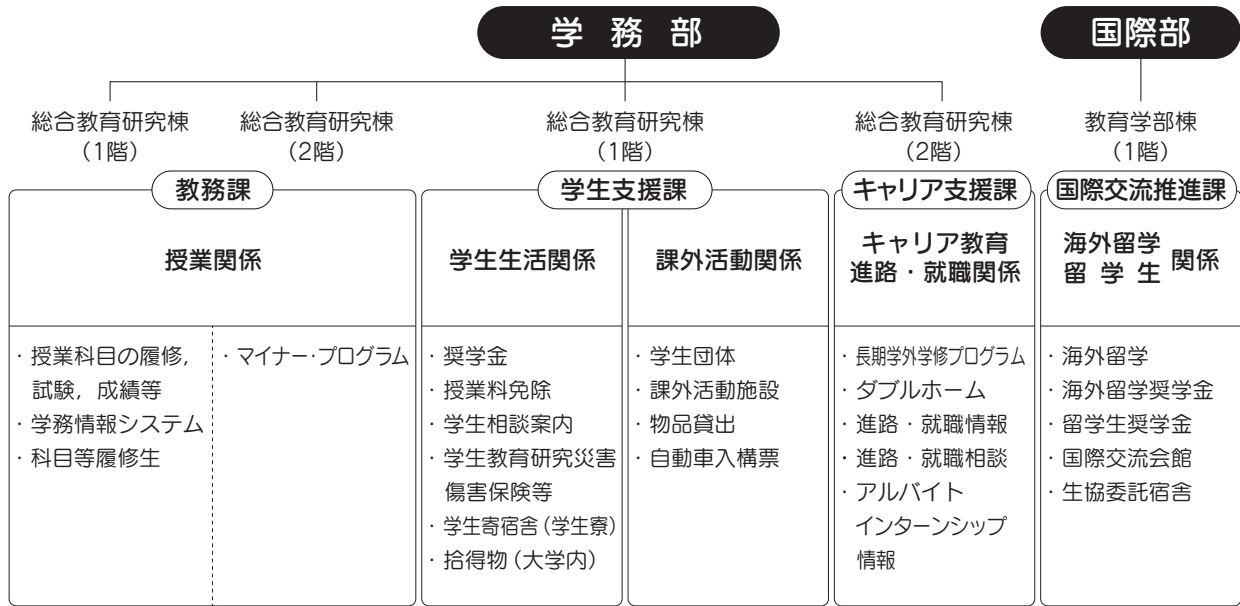 学務部
国際部
総合教育研究棟
（1階）
総合教育研究棟
（2階）
総合教育研究棟
（1階）
総合教育研究棟
（2階）
教育学部棟
（1階）
教務課
授業関係
・授業科目の履修，
試験，成績等
・学務情報システム
・科目等履修生
・マイナー・プログラム
学生支援課
学生生活関係
・奨学金
・授業料免除
・学生相談案内
・学生教育研究災害
傷害保険等
・学生寄宿舎（学生寮）
・拾得物（大学内）
課外活動関係
・学生団体
・課外活動施設
・物品貸出
・自動車入構票
キャリア支援課
キャリア教育
進路・就職関係
・長期学外学修プログラム
・ダブルホーム
・進路・就職情報
・進路・就職相談
・アルバイト
インターンシップ
情報
国際交流推進課
海外留学
留学生
関係
・海外留学
・海外留学奨学金
・留学生奨学金
・国際交流会館
・生協委託宿舎